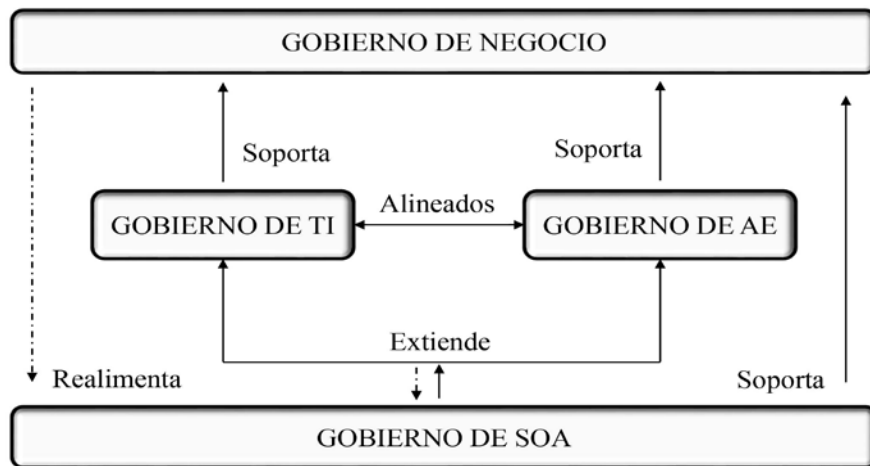 GOBIERNO DE NEGOCIO
Soporta
Soporta
Alineados
GOBIERNO DE TI
GOBIERNO DE AE
Extiende
Realimenta
Soporta
GOBIERNO DE SOA